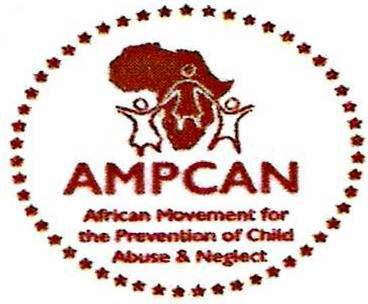 AMPCAN
African Movement for
the Prevention of Child
Abuse & Neglect